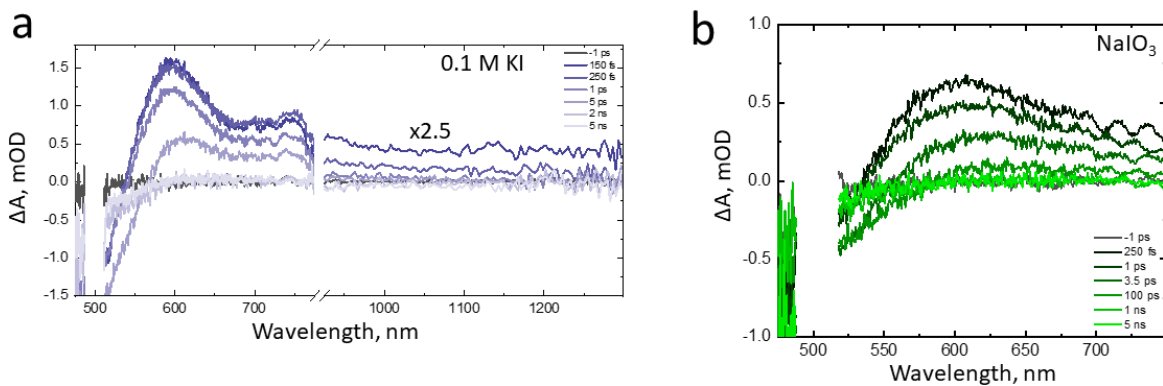 a
0.1 M KI
-1 ps
150 fs
250 fs
1 ps
5 ps
2 ns
5 ns
x2.5
ΔA, mOD
1.5
1.0
0.5
0.0
-0.5
-1.0
-1.5
500 600 700 1000 1100 1200
Wavelength, nm
b
NaIO3
ΔA, mOD
1.0
0.5
0.0
-0.5
-1.0
-1 ps
250 fs
1 ps
3.5 ps
100 ps
1 ns
5 ns
500 550 600 650 700
Wavelength, nm